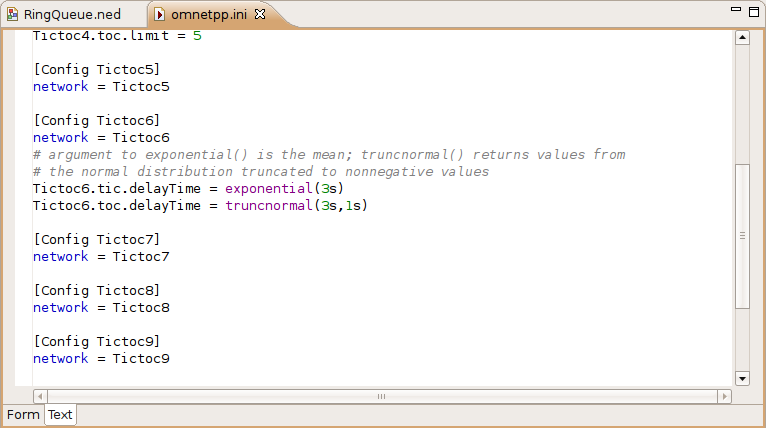 RingQueue.ned omnetpp.ini
Tictoc4.toc.limit = 5
[Config Tictoc5]
network = Tictoc5
[Config Tictoc6]
network = Tictoc6
# argument to exponential() is the mean; truncnormal() returns values from
# the normal distribution truncated to nonnegative values
Tictoc6.tic.delayTime = exponential(3s)
Tictoc6.toc.delayTime = truncnormal(3s,1s)
[Config Tictoc7]
network = Tictoc7
[Config Tictoc8]
network = Tictoc8
[Config Tictoc9]
network = Tictoc9
Form Text